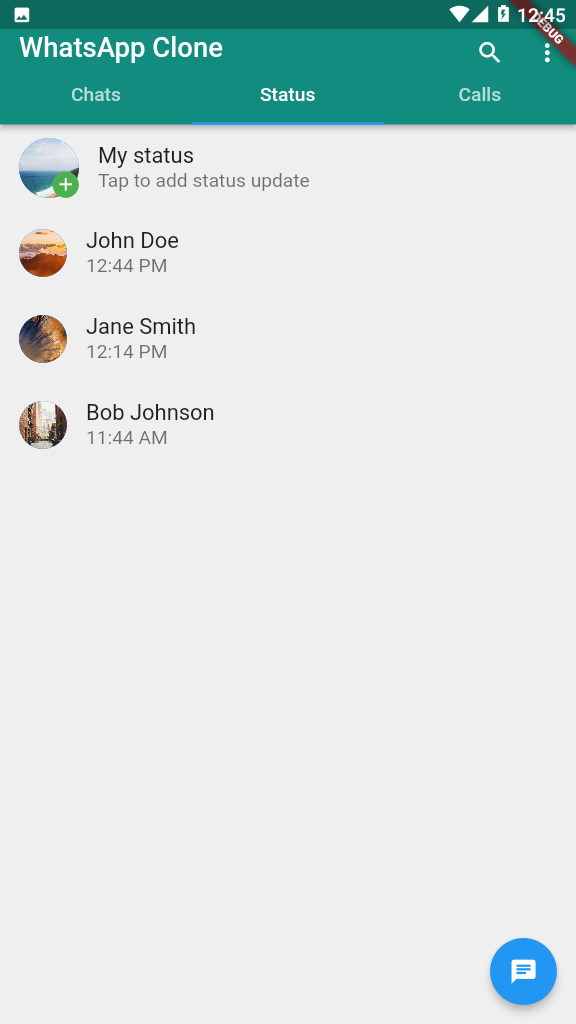 12:45
DEBUG
WhatsApp Clone
Chats Status Calls
My status
Tap to add status update
John Doe
12:44 PM
Jane Smith
12:14 PM
Bob Johnson
11:44 AM